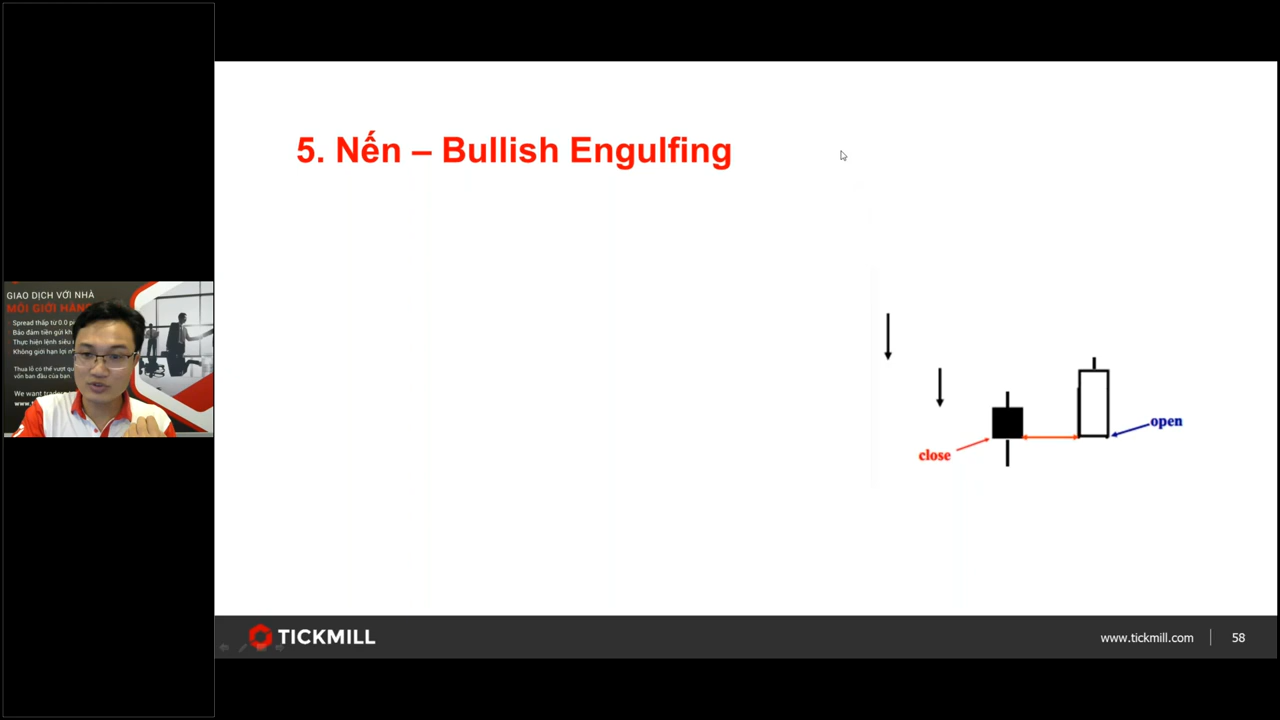 5. Nến – Bullish Engulfing
GIAO DỊCH VỚI NHÀ
MÔI GIỚI HÀN
Spread thấp từ 0.0 p
Bảo đảm tiền gửi kh
Thực hiện lệnh siêu
Không giới hạn lợi n
Thua lỗ có thể vượt qu
vốn ban đầu của bạn.
We want
www.
open
close
TICKMILL
www.tickmill.com
58